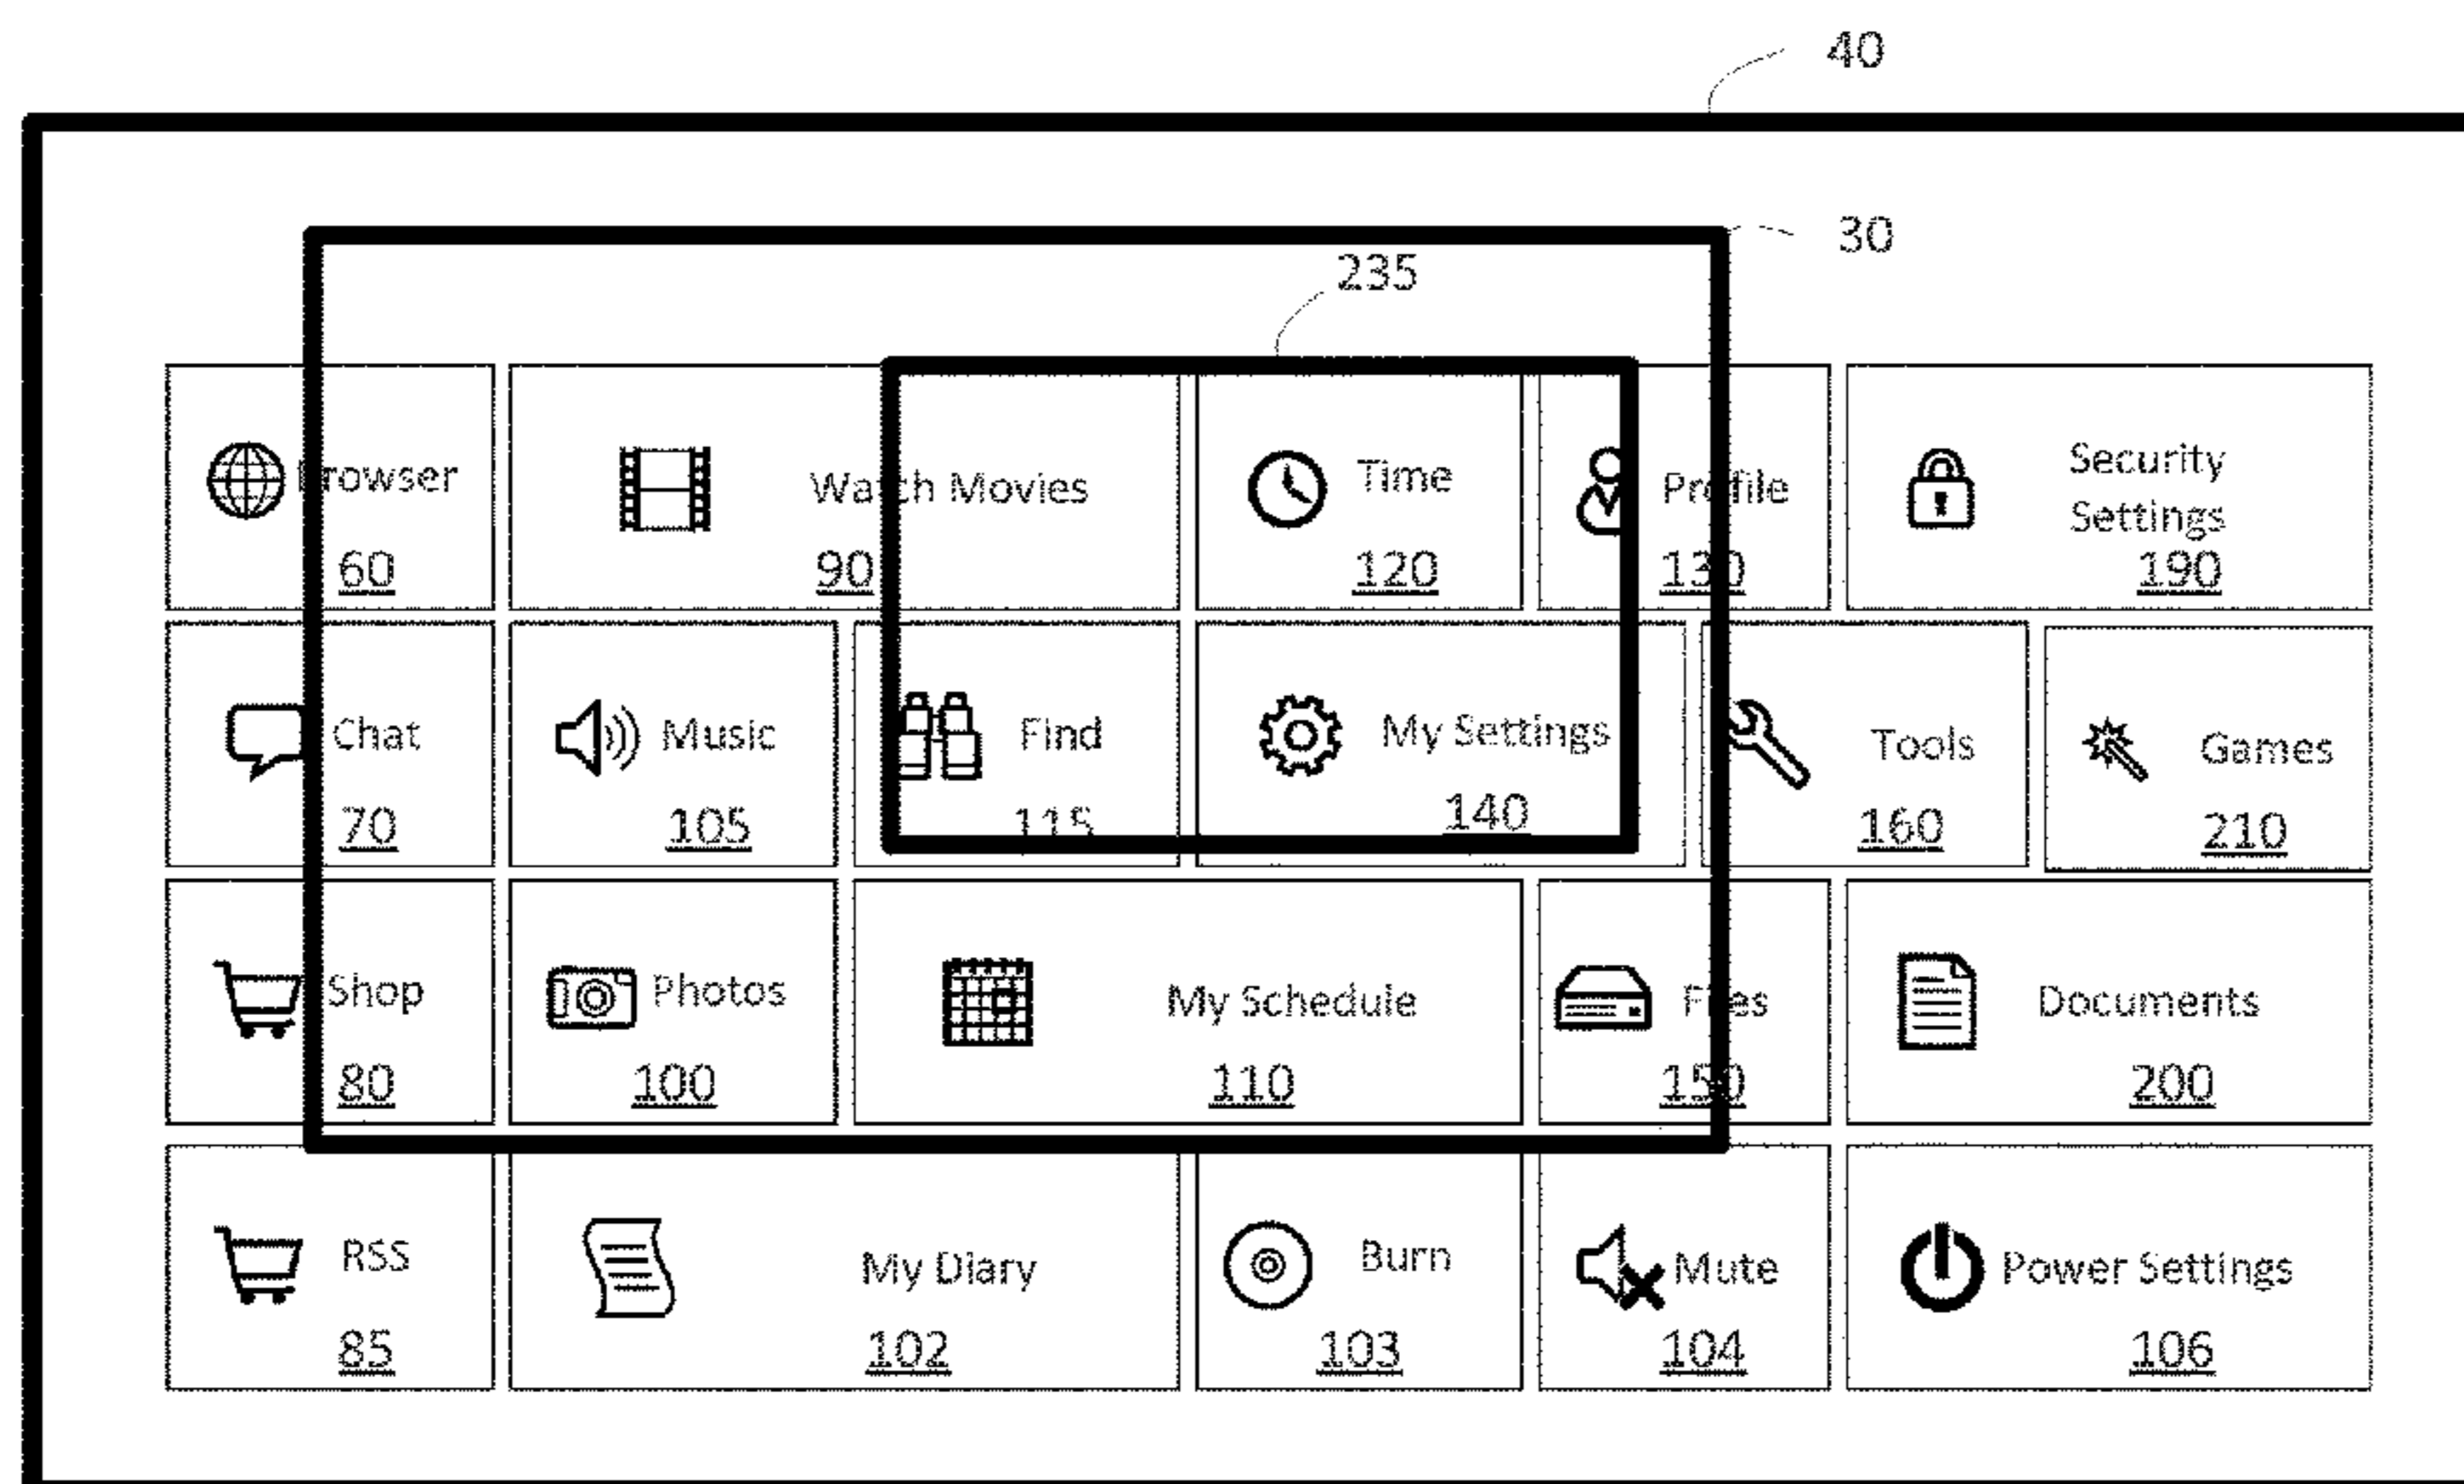 40
30
235
Browser
60
Watch Movies
90
Time
120
Profile
130
Security
Settings
190
Chat
70
Music
105
Find
115
My Settings
140
Tools
160
Games
210
Shop
80
Photos
100
My Schedule
110
Files
150
Documents
200
RSS
85
My Diary
102
Burn
103
Mute
104
Power Settings
106